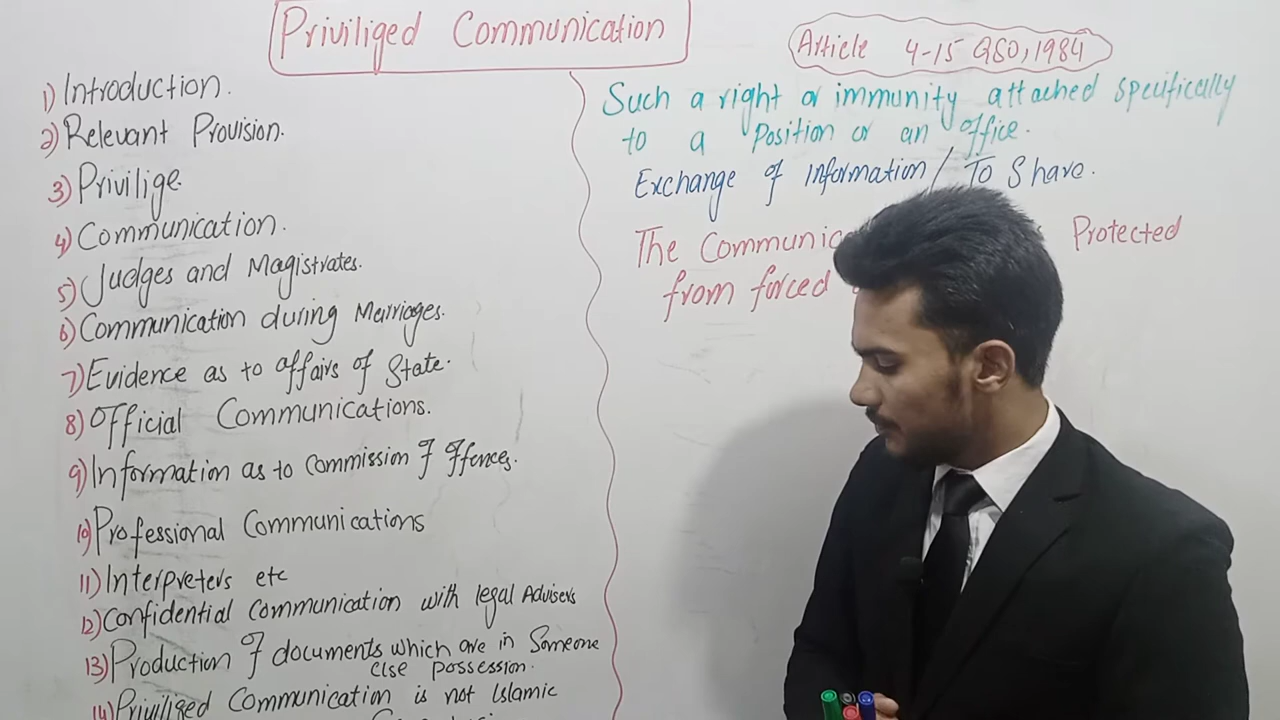 Priviliged Communication
Article 4-15 QSO, 1984
1) Introduction.
2) Relevant Provision.
3) Privilige.
4) Communication.
5) Judges and Magistrates.
6) Communication during Marriages.
7) Evidence as to affairs of State.
8) Official Communications.
9) Information as to commission of offences.
10) Professional Communications
11) Interpreters etc
12) Confidential communication with legal Advisers
13) Production of documents which are in Someone
else possession.
14) Priviliged Communication is not Islamic
Such a right or immunity attached specifically
to a Position or an office.
Exchange of Information / To Share.
The Protected
from forced